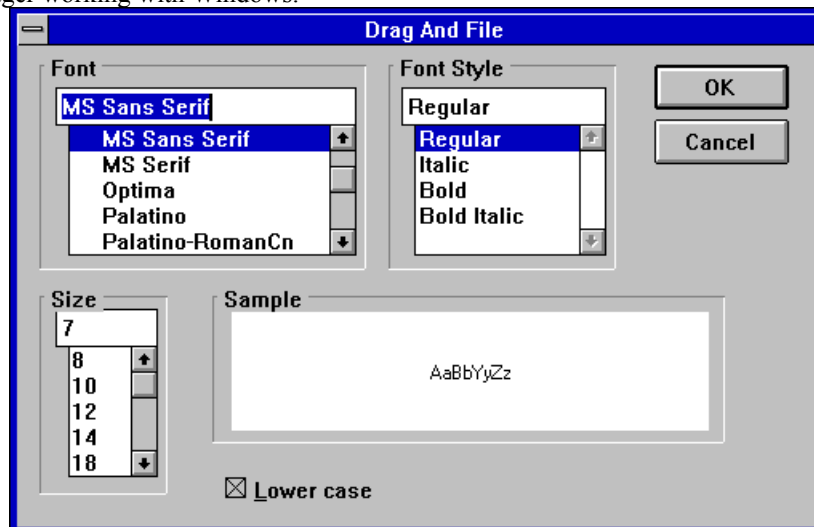 working with Windows.
Drag And File
Font
MS Sans Serif
MS Sans Serif
MS Serif
Optima
Palatino
Palatino-RomanCn
Font Style
Regular
Regular
Italic
Bold
Bold Italic
OK
Cancel
Size
7
8
10
12
14
18
Sample
AaBbYyZz
Lower case